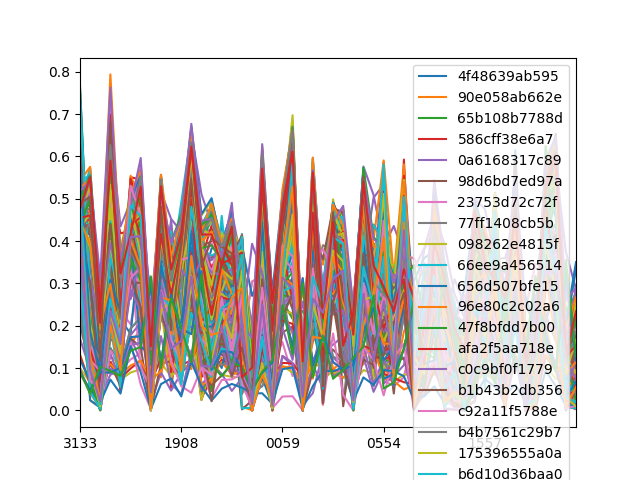 0.8
0.7
0.6
0.5
0.4
0.3
0.2
0.1
0.0
3133
1908
0059
0554
1557
4f48639ab595
90e058ab662e
65b108b7788d
586cff38e6a7
0a6168317c89
98d6bd7ed97a
23753d72c72f
77ff1408cb5b
098262e4815f
66ee9a456514
656d507bfe15
96e80c2c02a6
47f8bfdd7b00
afa2f5aa718e
c0c9bf0f1779
b1b43b2db356
c92a11f5788e
b4b7561c29b7
175396555a0a
b6d10d36baa0